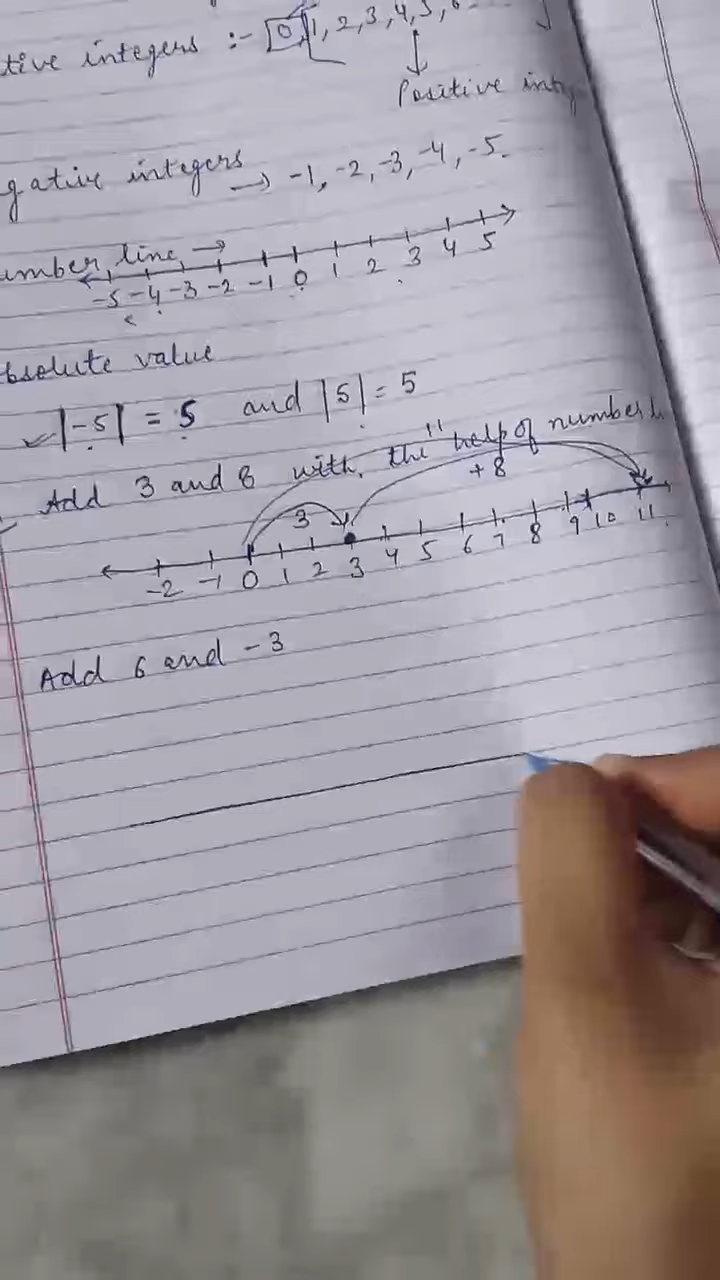 tive integers :- 0, 1, 2, 3, 4, 5,
Positive
gative integers → -1, -2, -3, -4, -5.
umber line →
-5 -4 -3 -2 -1 0 1 2 3 4 5
bsolute value
|-5| = 5 and |5| = 5
Add 3 and 8 with the help of number
11
3 +8
-2 -1 0 1 2 3 4 5 6 7 8 9 10 11
Add 6 and -3